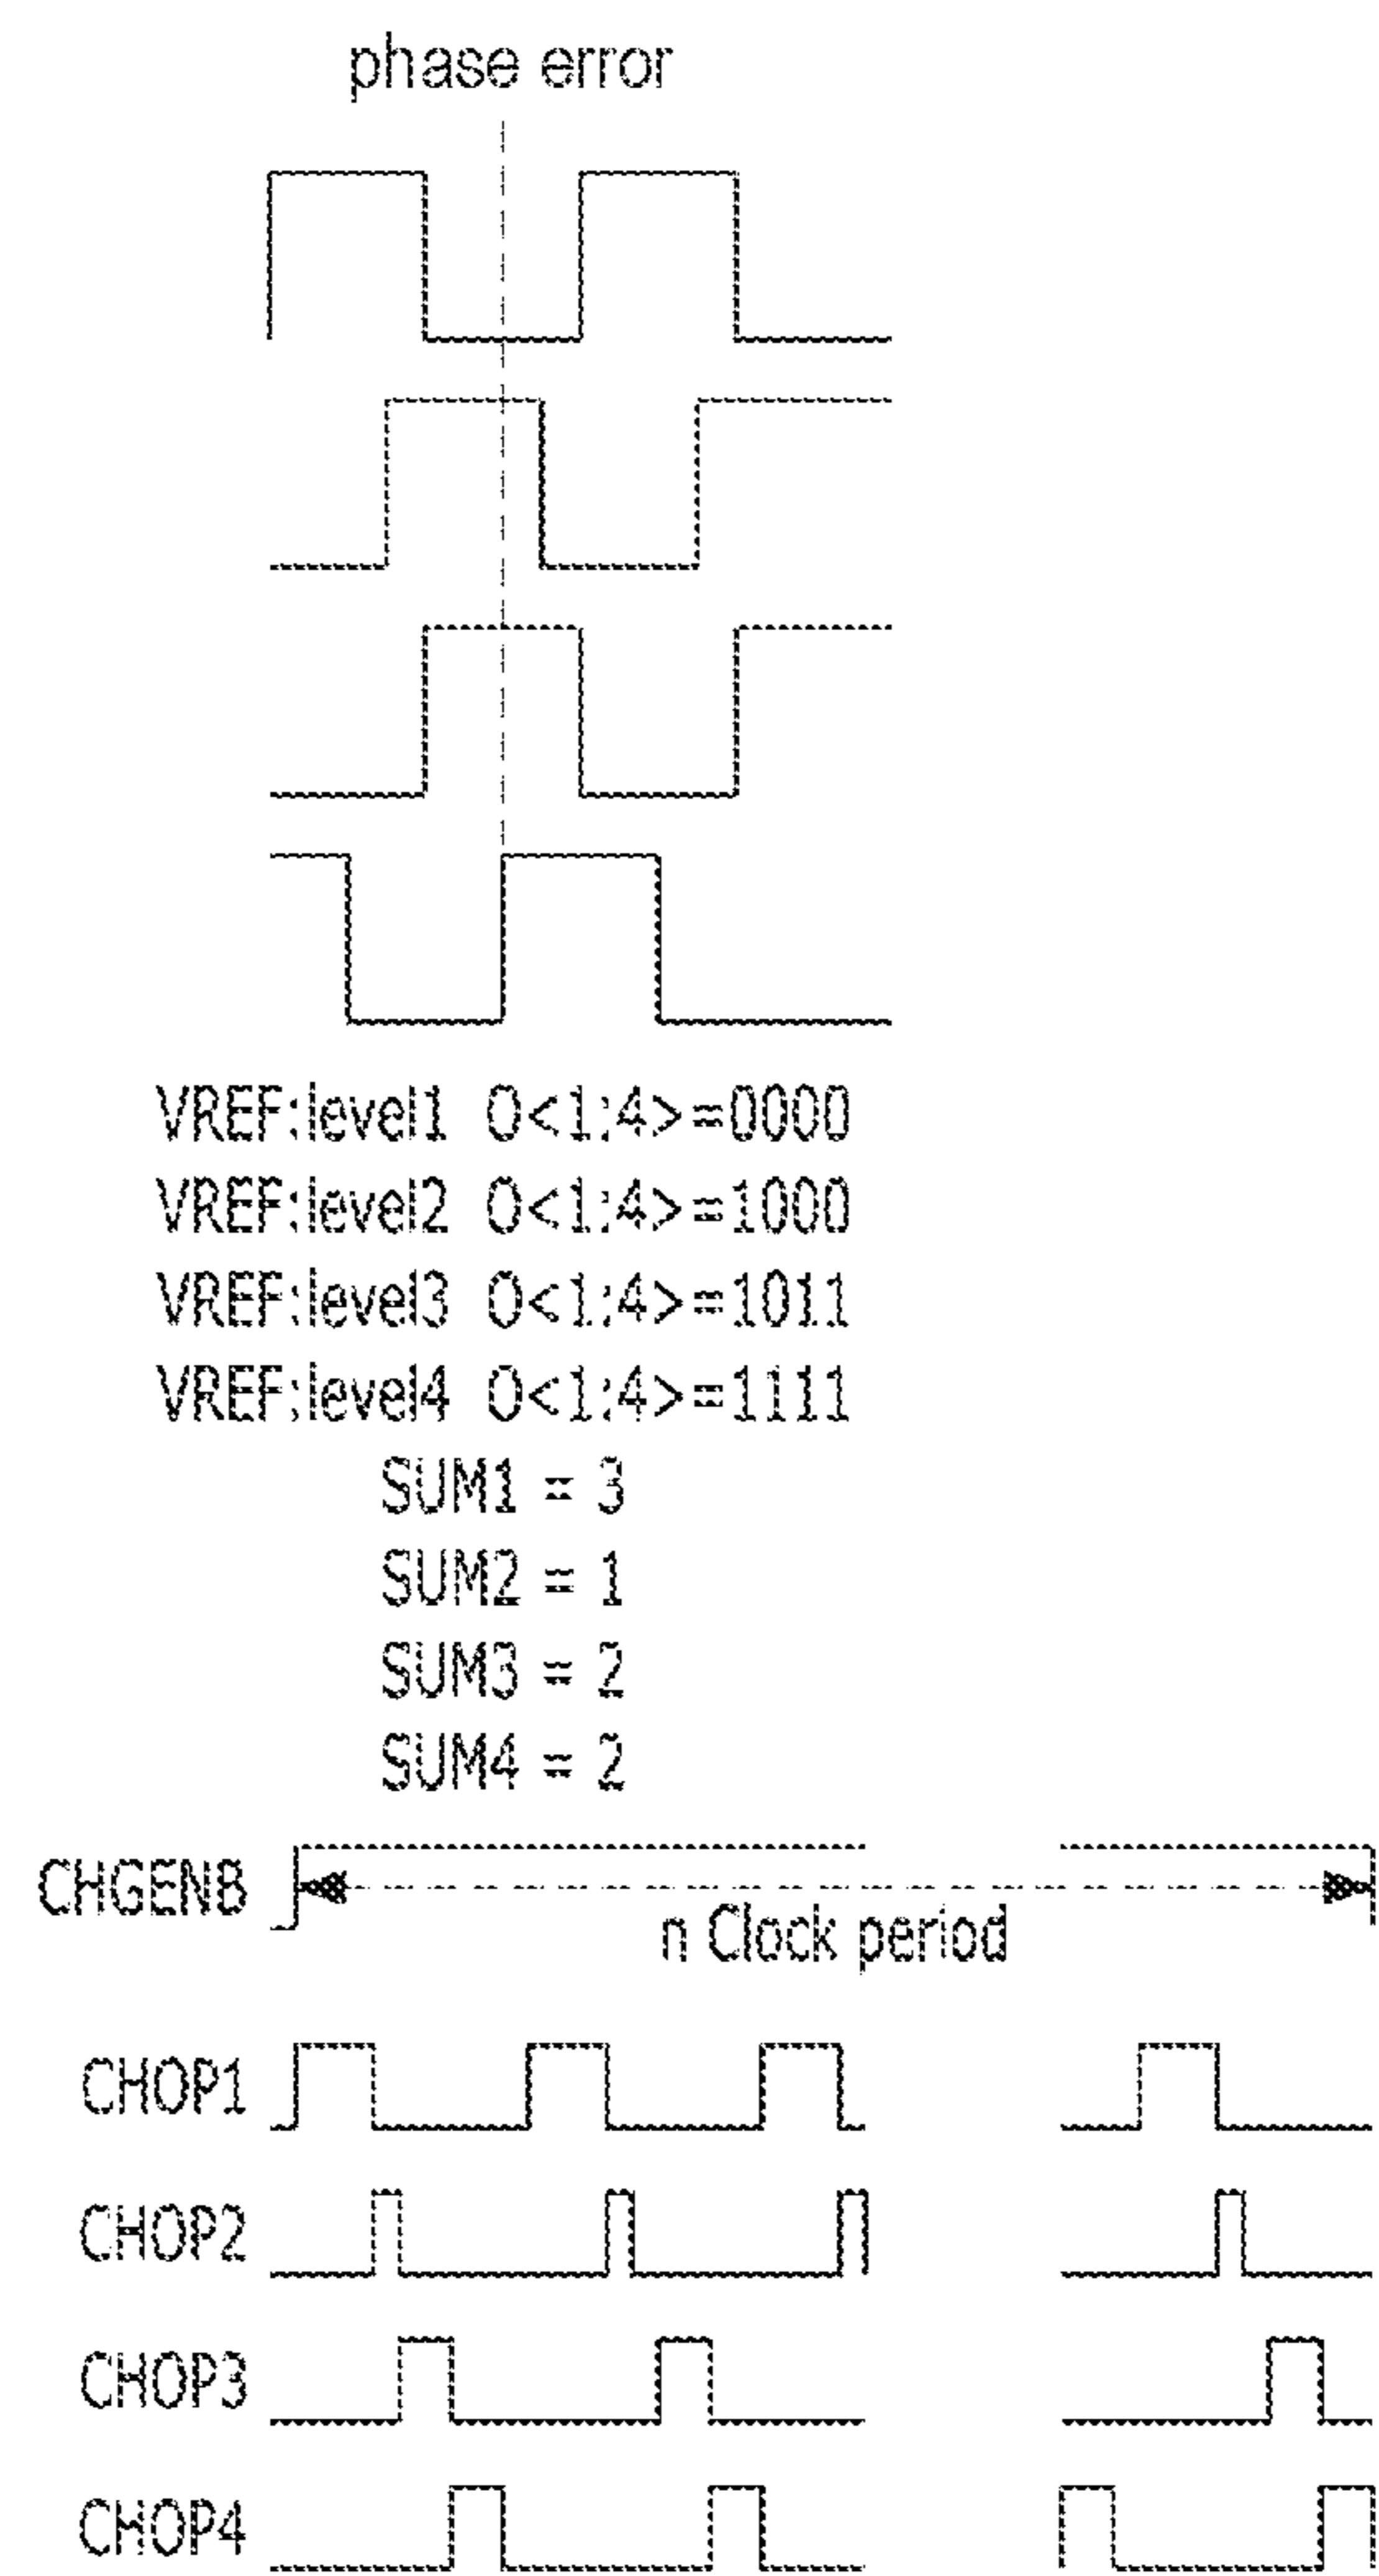 phase error
VREF:level1 O<1:4>=0000
VREF:level2 O<1:4>=1000
VREF:level3 O<1:4>=1011
VREF:level4 O<1:4>=1111
SUM1 = 3
SUM2 = 1
SUM3 = 2
SUM4 = 2
CHGENB
n Clock period
CHOP1
CHOP2
CHOP3
CHOP4